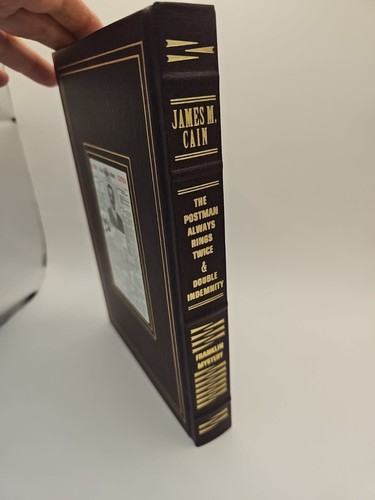 JAMES M.
CAIN
THE
POSTMAN
ALWAYS
RINGS
TWICE
&
DOUBLE
INDEMNITY
FRANKLIN
MYSTERY